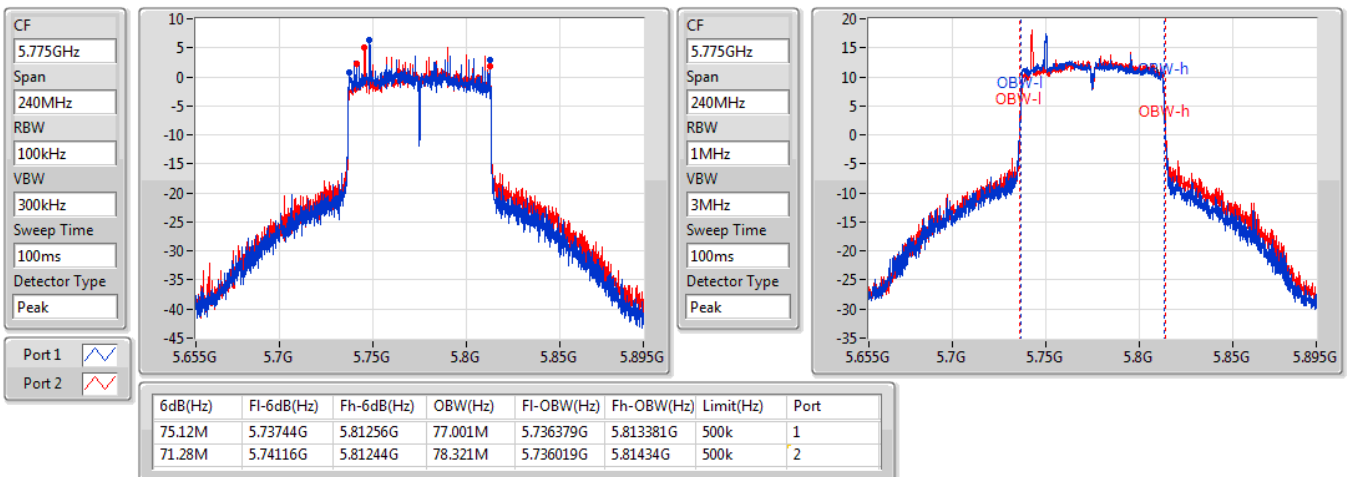 CF
5.775GHz
Span
240MHz
RBW
100kHz
VBW
300kHz
Sweep Time
100ms
Detector Type
Peak
Port 1
Port 2
10
5
0
-5
-10
-15
-20
-25
-30
-35
-40
-45
5.655G 5.7G 5.75G 5.8G 5.85G 5.895G
CF
5.775GHz
Span
240MHz
RBW
1MHz
VBW
3MHz
Sweep Time
100ms
Detector Type
Peak
20
15
10
5
0
-5
-10
-15
-20
-25
-30
-35
OBW-l
OBW-l
OBW-h
OBW-h
5.655G 5.7G 5.75G 5.8G 5.85G 5.895G
6dB(Hz) Fl-6dB(Hz) Fh-6dB(Hz) OBW(Hz) Fl-OBW(Hz) Fh-OBW(Hz) Limit(Hz) Port
75.12M 5.73744G 5.81256G 77.001M 5.736379G 5.813381G 500k 1
71.28M 5.74116G 5.81244G 78.321M 5.736019G 5.81434G 500k 2